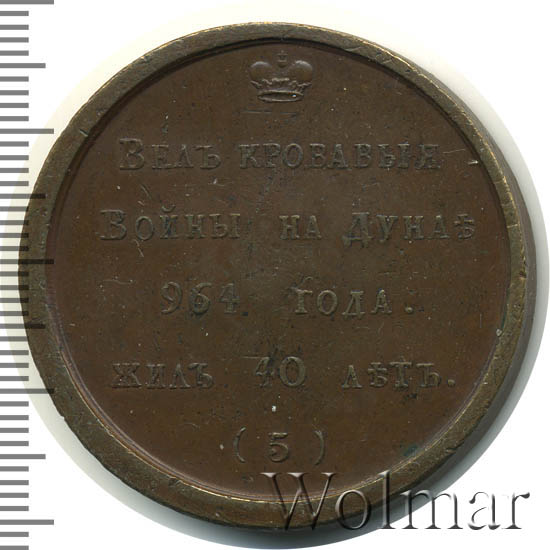 Велъ кровавыя
Войны на Дунаѣ
964 года.
жилъ 40 лѣтъ.
(5)
Wolmar